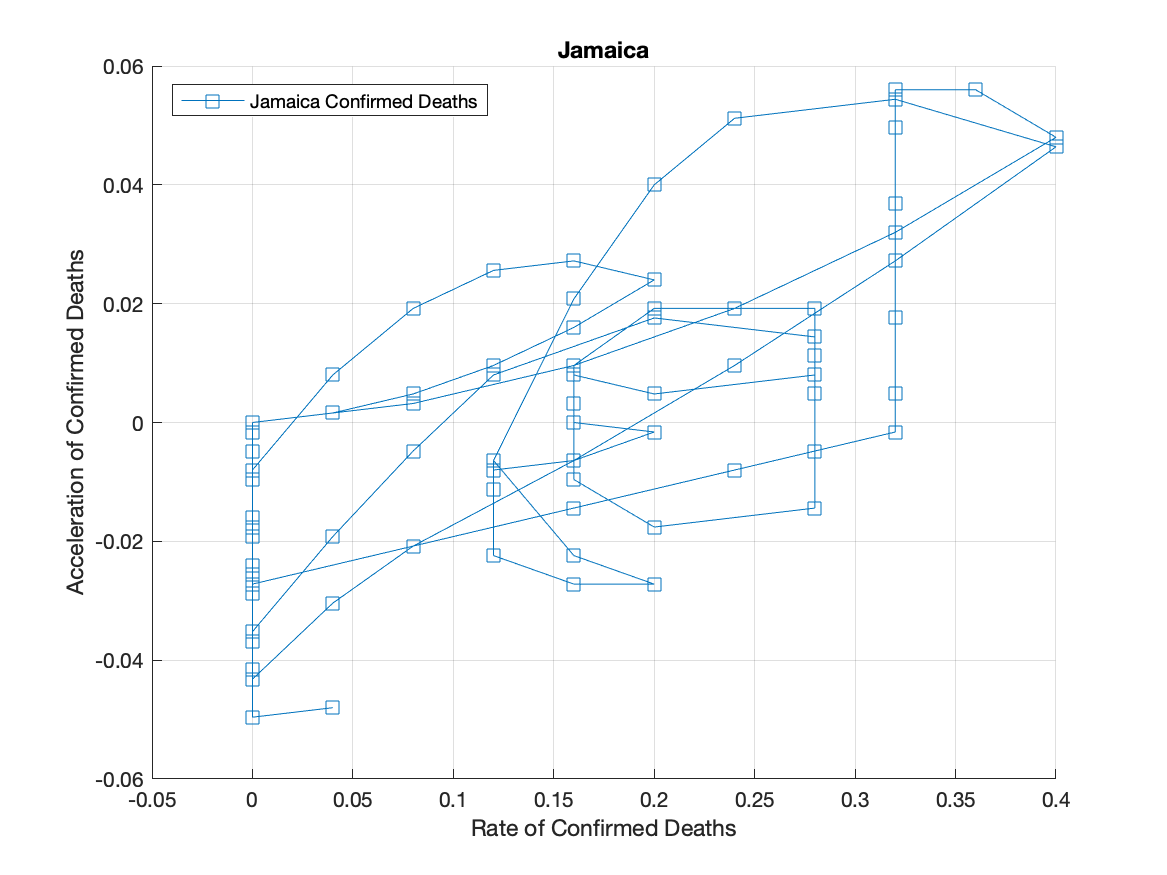 Jamaica
Jamaica Confirmed Deaths
Acceleration of Confirmed Deaths
0.06
0.04
0.02
0
-0.02
-0.04
-0.06
-0.05 0 0.05 0.1 0.15 0.2 0.25 0.3 0.35 0.4
Rate of Confirmed Deaths